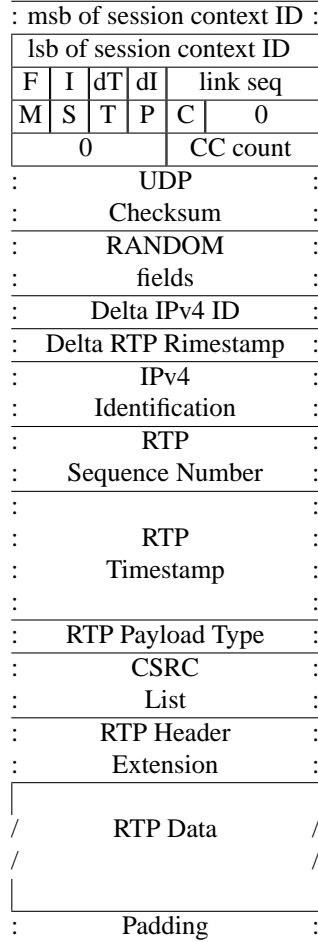 : msb of session context ID :
lsb of session context ID
F I dT dI link seq
M S T P C 0
0 CC count
: UDP :
: Checksum :
: RANDOM :
: fields :
: Delta IPv4 ID :
: Delta RTP Rimestamp :
: IPv4 :
: Identification :
: RTP :
: Sequence Number :
: :
: RTP :
: Timestamp :
: :
: RTP Payload Type :
: CSRC :
: List :
: RTP Header :
: Extension :
/ RTP Data /
/ /
: Padding :